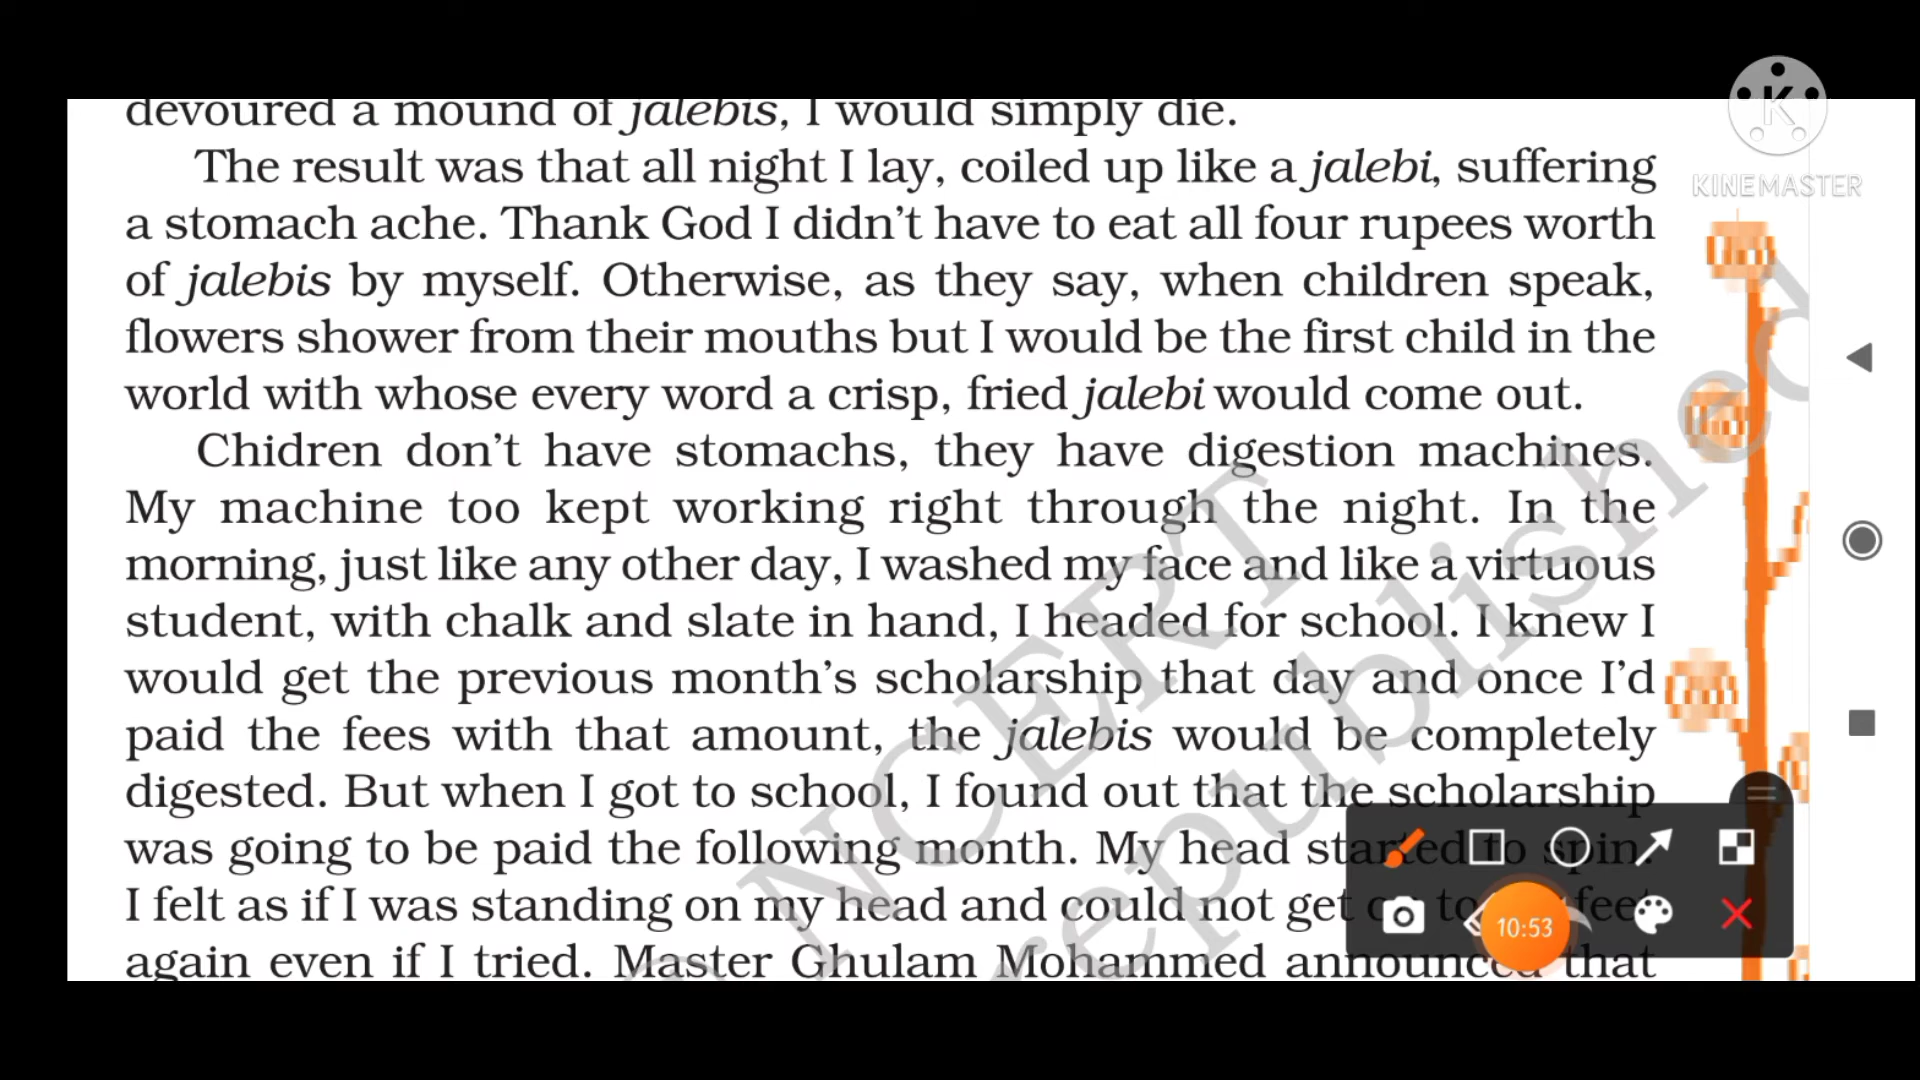 devoured a mound of jalebis, I would simply die.
The result was that all night I lay, coiled up like a jalebi, suffering
a stomach ache. Thank God I didn't have to eat all four rupees worth
of jalebis by myself. Otherwise, as they say, when children speak,
flowers shower from their mouths but I would be the first child in the
world with whose every word a crisp, fried jalebi would come out.
Chidren don't have stomachs, they have digestion machines.
My machine too kept working right through the night. In the
morning, just like any other day, I washed my face and like a virtuous
student, with chalk and slate in hand, I headed for school. I knew I
would get the previous month's scholarship that day and once I'd
paid the fees with that amount, the jalebis would be completely
digested. But when I got to school, I found out that the scholarship
was going to be paid the following month. My head started to spin.
I felt as if I was standing on my head and could not get to feet
again even if I tried. Master Ghulam Mohammed announced that
K
KINEMASTER
NCERT
republished
10:53